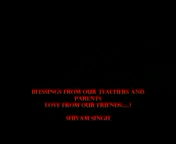 BLESSINGS FROM OUR TEACHERS AND
PARENTS
LOVE FROM OUR FRIENDS....!
SHIVAM SINGH